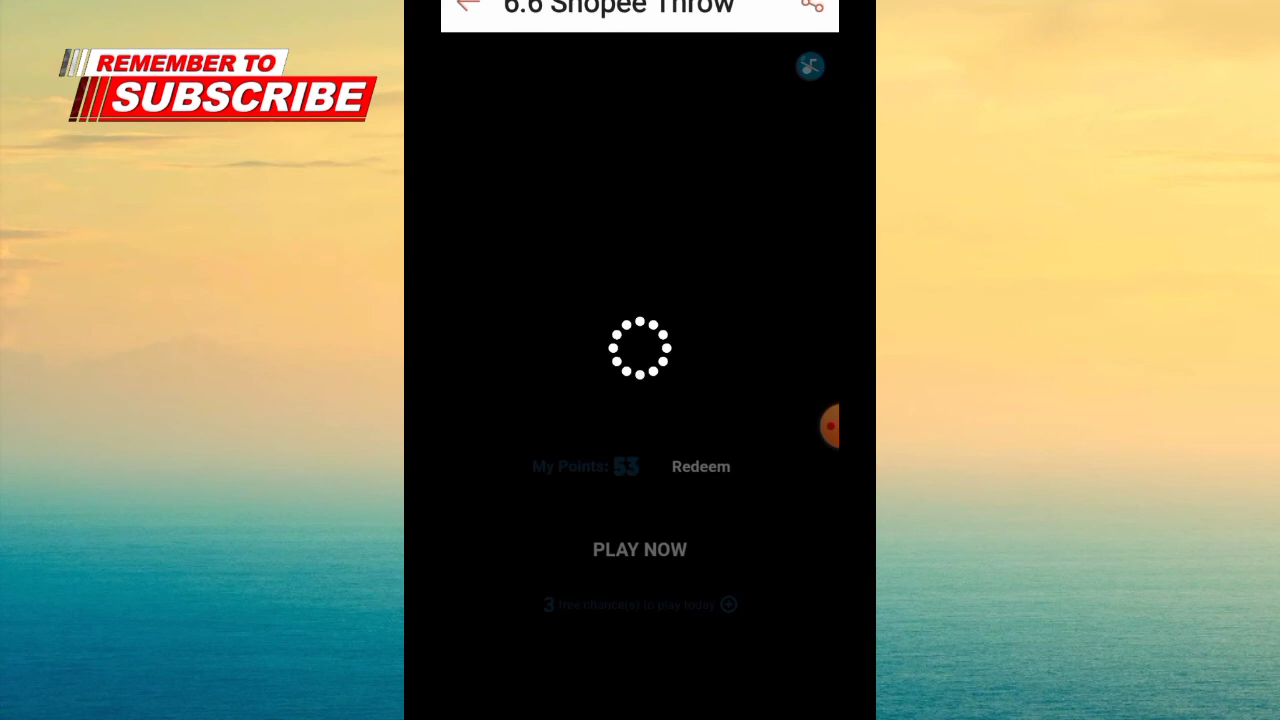 6.6 Shopee Throw
REMEMBER TO
SUBSCRIBE
My Points: 53 Redeem
PLAY NOW
3 free chance(s) to play today